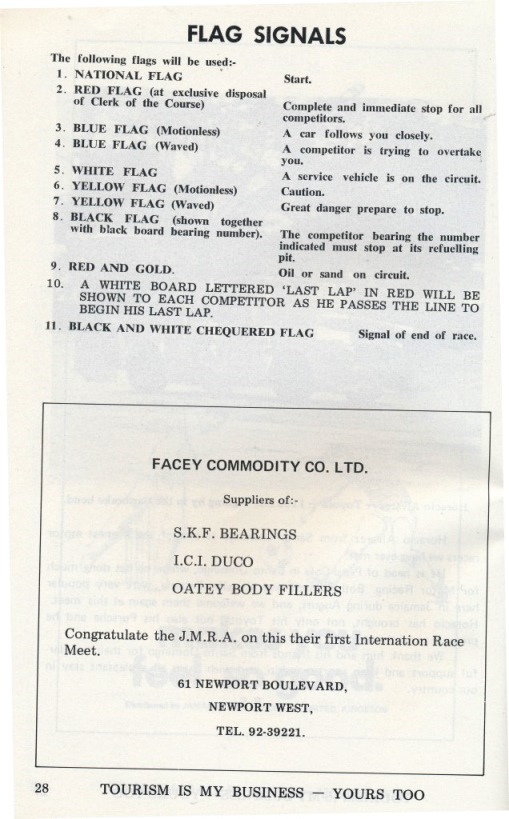 FLAG SIGNALS
The following flags will be used:-
1. NATIONAL FLAG Start.
2. RED FLAG (at exclusive disposal
of Clerk of the Course) Complete and immediate stop for all
competitors.
3. BLUE FLAG (Motionless) A car follows you closely.
4. BLUE FLAG (Waved) A competitor is trying to overtake
you.
5. WHITE FLAG A service vehicle is on the circuit.
6. YELLOW FLAG (Motionless) Caution.
7. YELLOW FLAG (Waved) Great danger prepare to stop.
8. BLACK FLAG (shown together
with black board bearing number). The competitor bearing the number
indicated must stop at its refuelling
pit.
9. RED AND GOLD. Oil or sand on circuit.
10. A WHITE BOARD LETTERED 'LAST LAP' IN RED WILL BE
SHOWN TO EACH COMPETITOR AS HE PASSES THE LINE TO
BEGIN HIS LAST LAP.
11. BLACK AND WHITE CHEQUERED FLAG Signal of end of race.
FACEY COMMODITY CO. LTD.
Suppliers of:-
S.K.F. BEARINGS
I.C.I. DUCO
OATEY BODY FILLERS
Congratulate the J.M.R.A. on this their first Internation Race
Meet.
61 NEWPORT BOULEVARD,
NEWPORT WEST,
TEL. 92-39221.
28 TOURISM IS MY BUSINESS — YOURS TOO